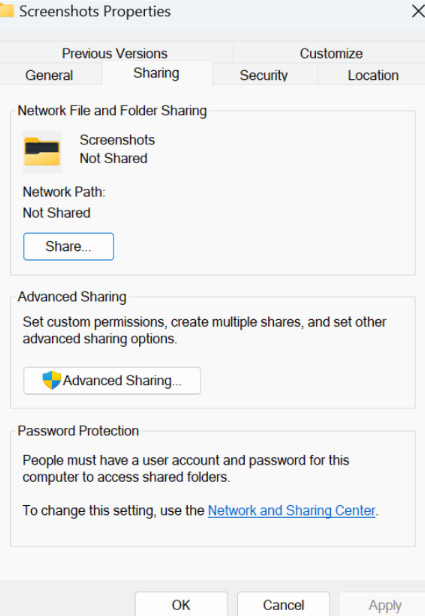 Screenshots Properties
Previous Versions
Customize
General
Sharing
Security
Location
Network File and Folder Sharing
Screenshots
Not Shared
Network Path:
Not Shared
Share...
Advanced Sharing
Set custom permissions, create multiple shares, and set other
advanced sharing options.
Advanced Sharing...
Password Protection
People must have a user account and password for this
computer to access shared folders.
To change this setting, use the Network and Sharing Center.
OK
Cancel
Apply